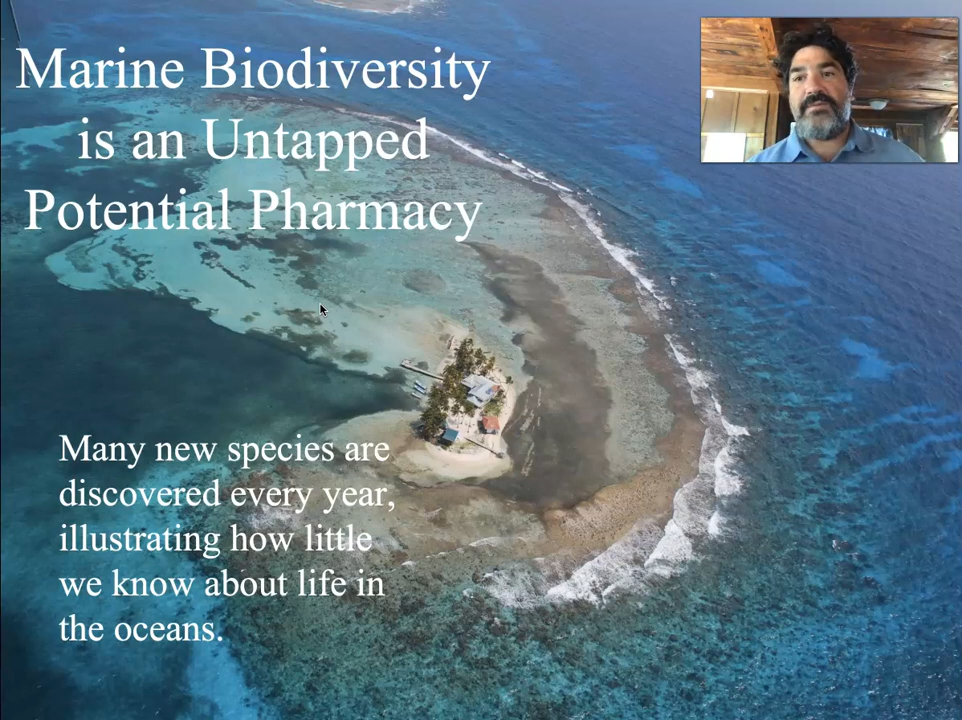 Marine Biodiversity
is an Untapped
Potential Pharmacy
Many new species are
discovered every year,
illustrating how little
we know about life in
the oceans.